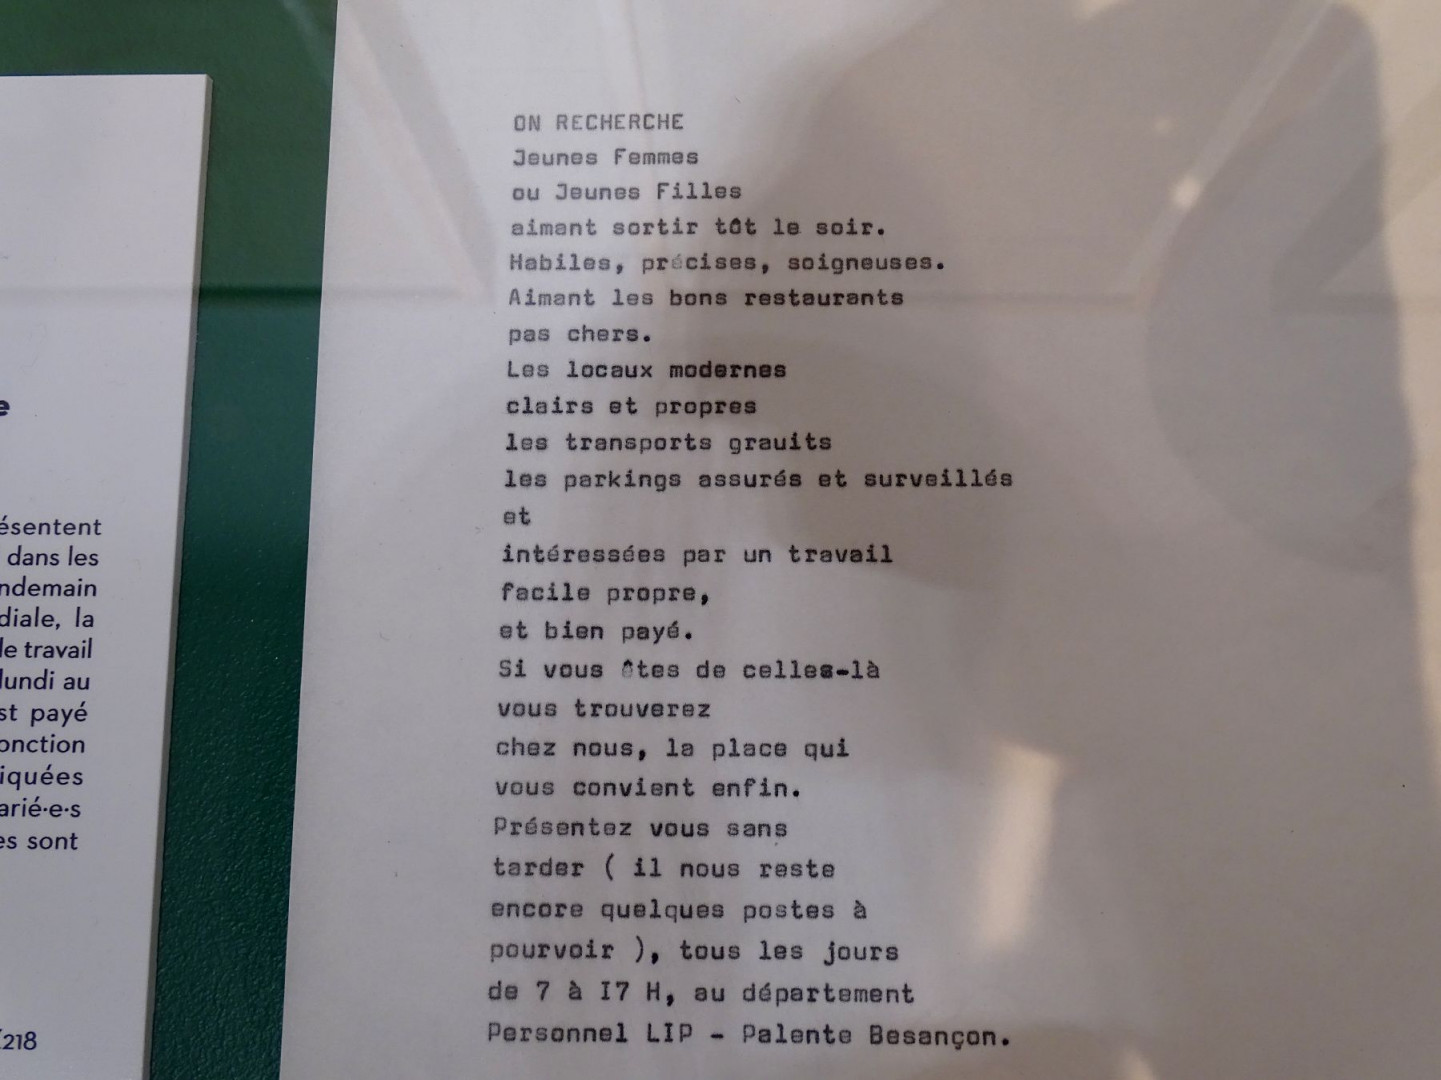 e
ésentent
dans les
ndemain
diale, la
le travail
lundi au
st payé
onction
iquées
arié·e·s
es sont
218
ON RECHERCHE
Jeunes Femmes
ou Jeunes Filles
aimant sortir tôt le soir.
Habiles, précises, soigneuses.
Aimant les bons restaurants
pas chers.
Les locaux modernes
clairs et propres
les transports grauits
les parkings assurés et surveillés
et
intéressées par un travail
facile propre,
et bien payé.
Si vous êtes de celles-là
vous trouverez
chez nous, la place qui
vous convient enfin.
Présentez vous sans
tarder ( il nous reste
encore quelques postes à
pourvoir ), tous les jours
de 7 à I7 H, au département
Personnel LIP - Palente Besançon.